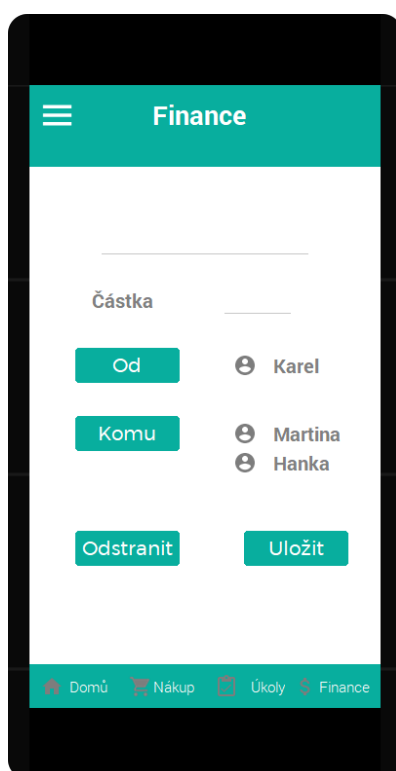 Finance
Částka
Od Karel
Komu Martina
Hanka
Odstranit Uložit
Domů Nákup Úkoly Finance